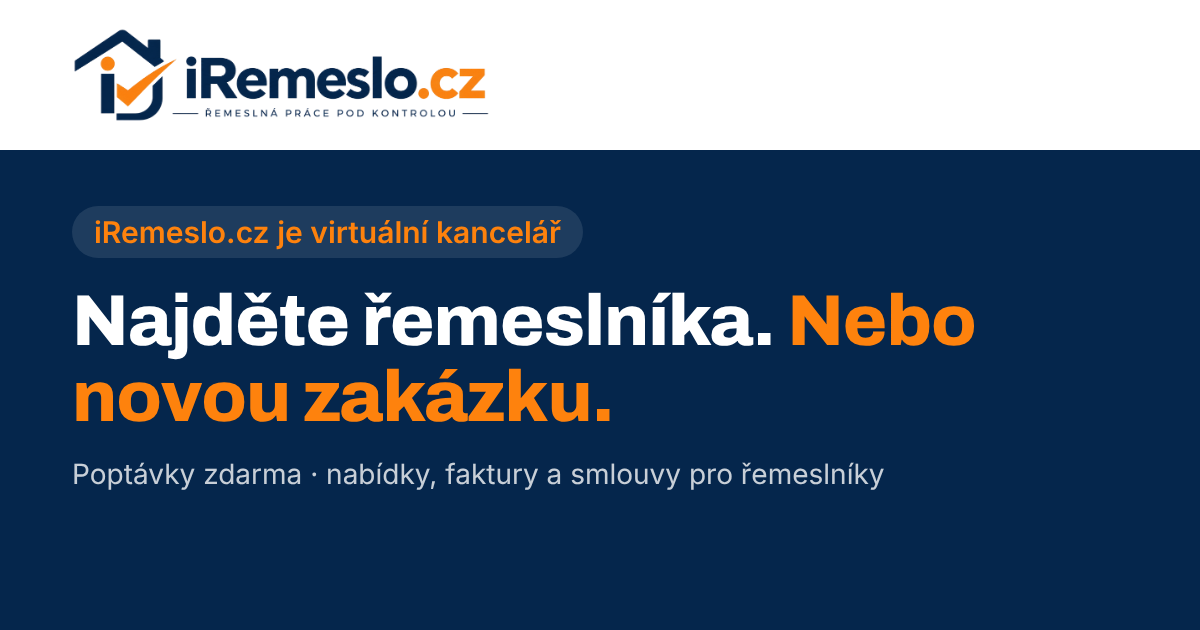 iRemeslo.cz
ŘEMESLNÁ PRÁCE POD KONTROLOU
iRemeslo.cz je virtuální kancelář
Najděte řemeslníka. Nebo
novou zakázku.
Poptávky zdarma · nabídky, faktury a smlouvy pro řemeslníky